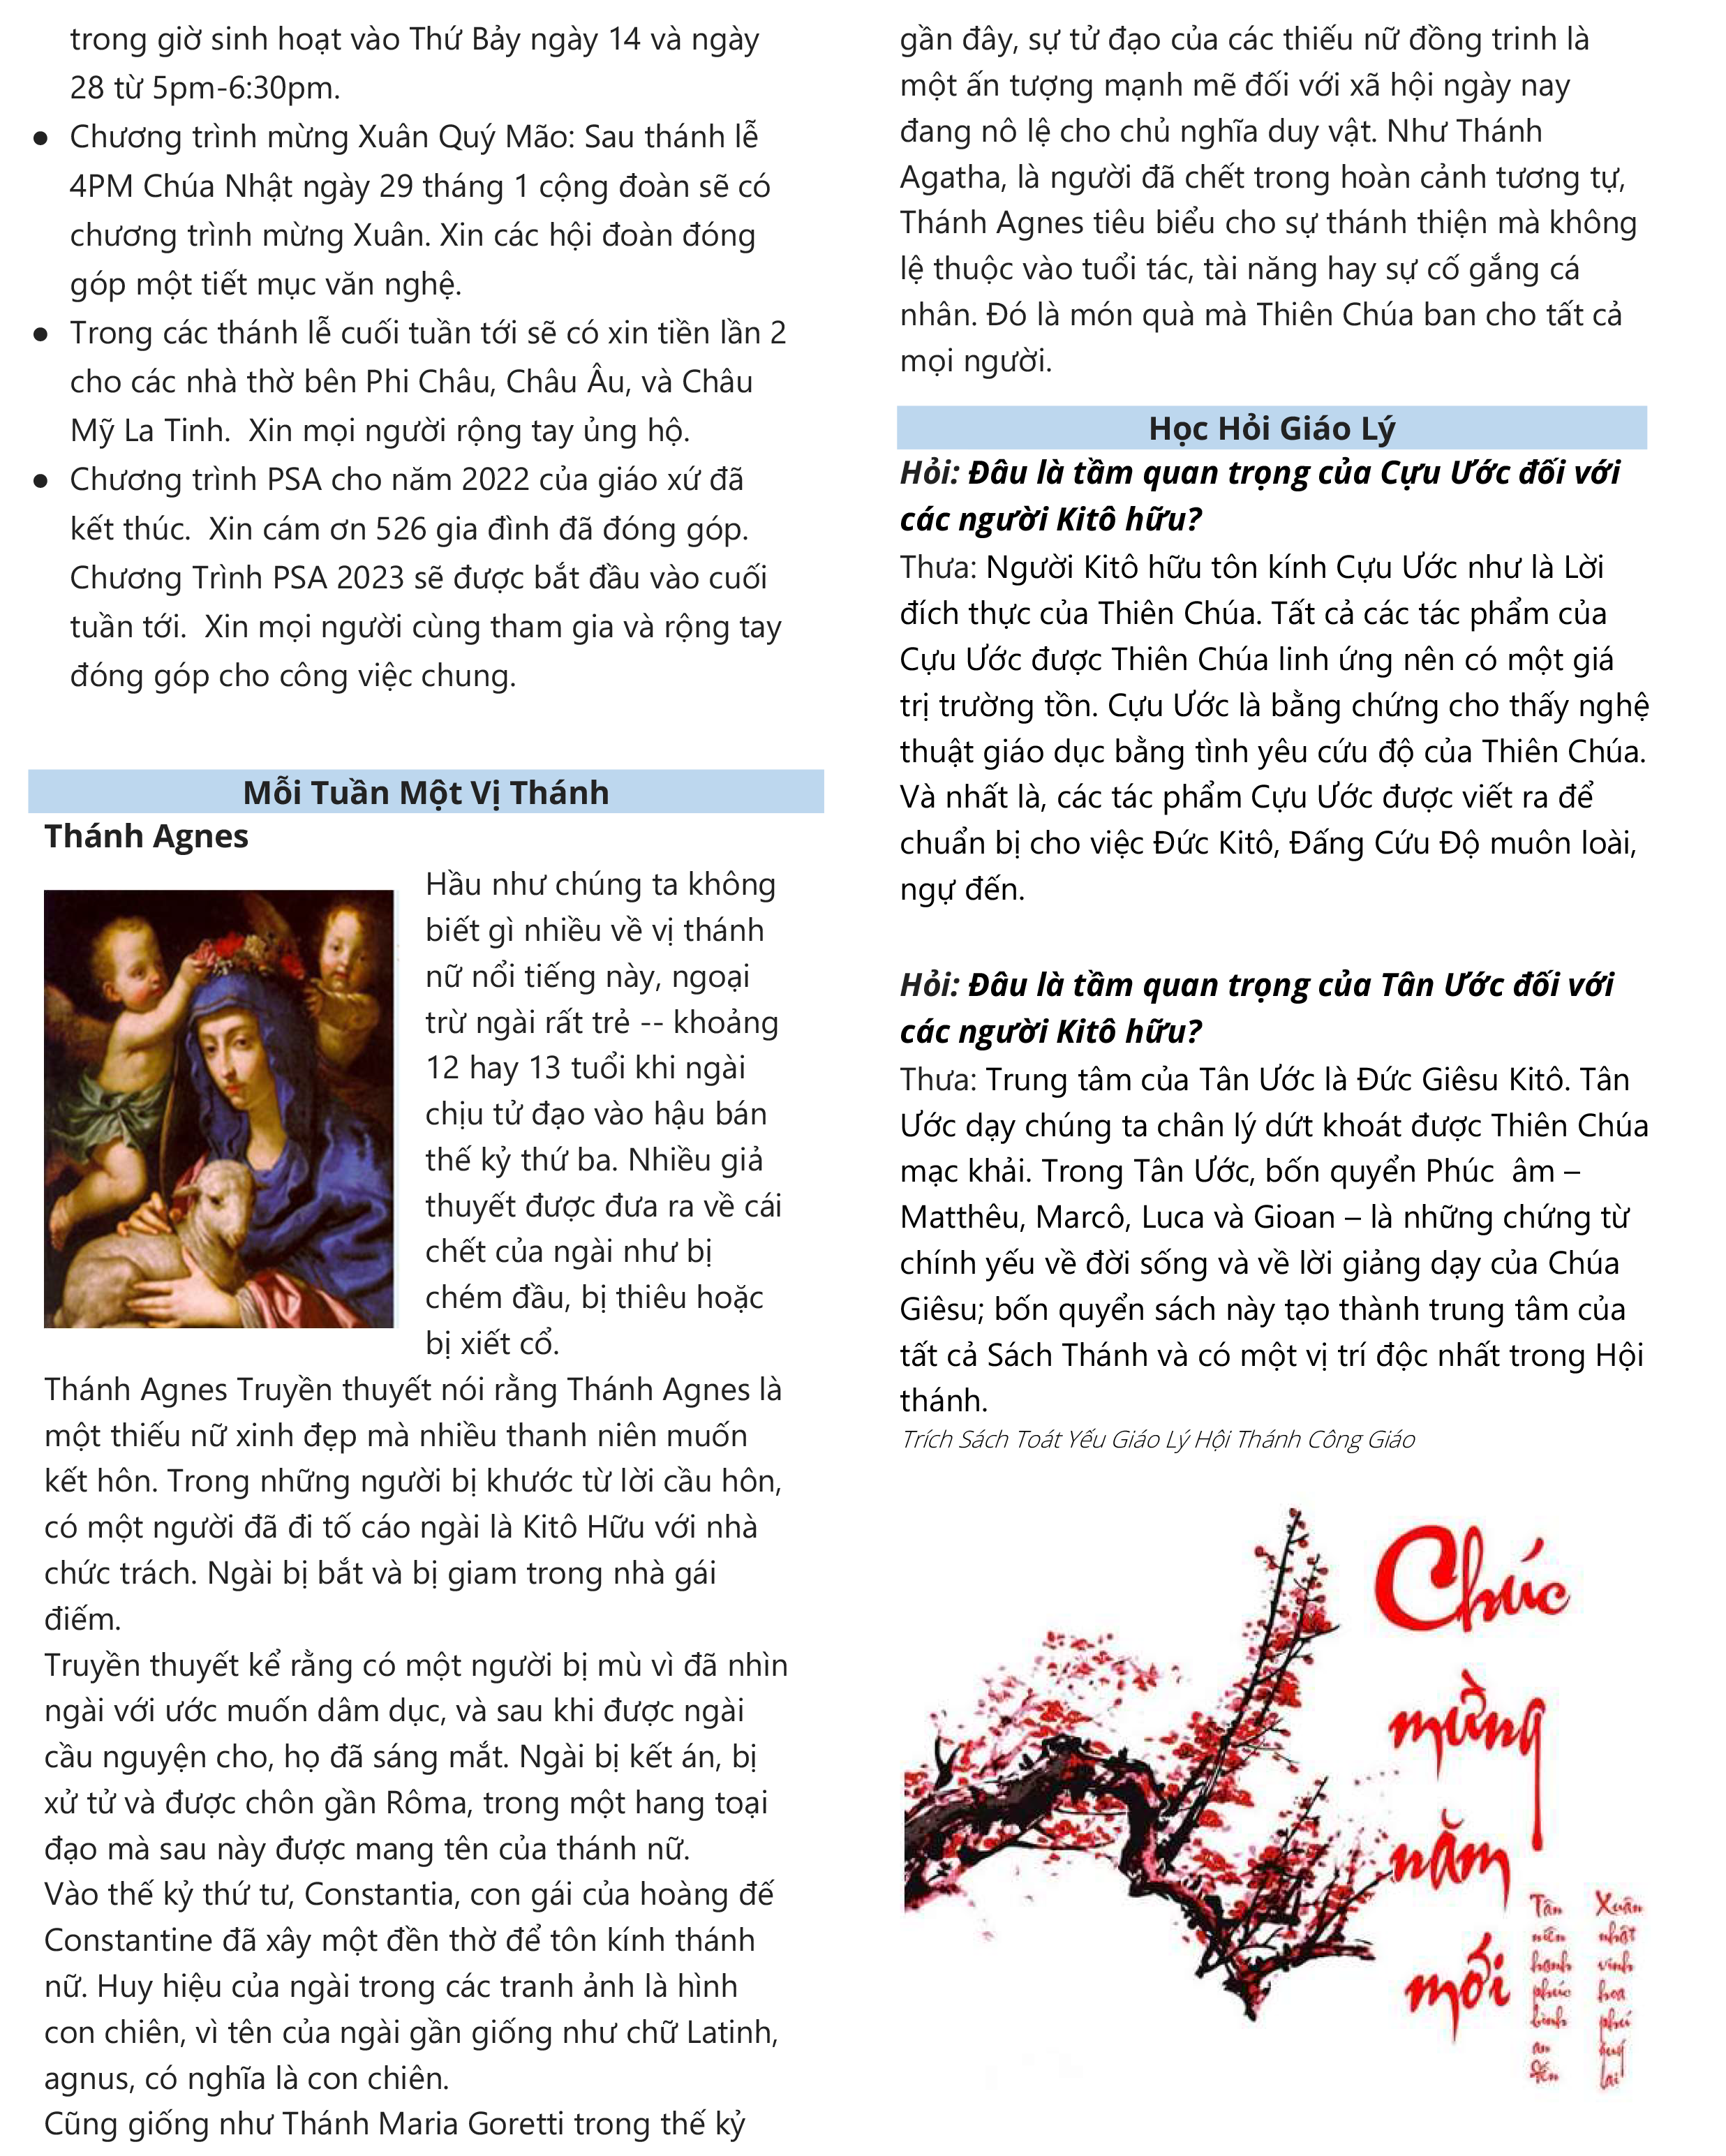 trong giờ sinh hoạt vào Thứ Bảy ngày 14 và ngày
28 từ 5pm-6:30pm.
● Chương trình mừng Xuân Quý Mão: Sau thánh lễ
4PM Chúa Nhật ngày 29 tháng 1 cộng đoàn sẽ có
chương trình mừng Xuân. Xin các hội đoàn đóng
góp một tiết mục văn nghệ.
● Trong các thánh lễ cuối tuần tới sẽ có xin tiền lần 2
cho các nhà thờ bên Phi Châu, Châu Âu, và Châu
Mỹ La Tinh.  Xin mọi người rộng tay ủng hộ.
● Chương trình PSA cho năm 2022 của giáo xứ đã
kết thúc.  Xin cám ơn 526 gia đình đã đóng góp.
Chương Trình PSA 2023 sẽ được bắt đầu vào cuối
tuần tới.  Xin mọi người cùng tham gia và rộng tay
đóng góp cho công việc chung.
Mỗi Tuần Một Vị Thánh
Thánh Agnes
Hầu như chúng ta không
biết gì nhiều về vị thánh
nữ nổi tiếng này, ngoại
trừ ngài rất trẻ -- khoảng
12 hay 13 tuổi khi ngài
chịu tử đạo vào hậu bán
thế kỷ thứ ba. Nhiều giả
thuyết được đưa ra về cái
chết của ngài như bị
chém đầu, bị thiêu hoặc
bị xiết cổ.
Thánh Agnes Truyền thuyết nói rằng Thánh Agnes là
một thiếu nữ xinh đẹp mà nhiều thanh niên muốn
kết hôn. Trong những người bị khước từ lời cầu hôn,
có một người đã đi tố cáo ngài là Kitô Hữu với nhà
chức trách. Ngài bị bắt và bị giam trong nhà gái
điếm.
Truyền thuyết kể rằng có một người bị mù vì đã nhìn
ngài với ước muốn dâm dục, và sau khi được ngài
cầu nguyện cho, họ đã sáng mắt. Ngài bị kết án, bị
xử tử và được chôn gần Rôma, trong một hang toại
đạo mà sau này được mang tên của thánh nữ.
Vào thế kỷ thứ tư, Constantia, con gái của hoàng đế
Constantine đã xây một đền thờ để tôn kính thánh
nữ. Huy hiệu của ngài trong các tranh ảnh là hình
con chiên, vì tên của ngài gần giống như chữ Latinh,
agnus, có nghĩa là con chiên.
Cũng giống như Thánh Maria Goretti trong thế kỷ
gần đây, sự tử đạo của các thiếu nữ đồng trinh là
một ấn tượng mạnh mẽ đối với xã hội ngày nay
đang nô lệ cho chủ nghĩa duy vật. Như Thánh
Agatha, là người đã chết trong hoàn cảnh tương tự,
Thánh Agnes tiêu biểu cho sự thánh thiện mà không
lệ thuộc vào tuổi tác, tài năng hay sự cố gắng cá
nhân. Đó là món quà mà Thiên Chúa ban cho tất cả
mọi người.
Học Hỏi Giáo Lý
Hỏi: Đâu là tầm quan trọng của Cựu Ước đối với
các người Kitô hữu?
Thưa: Người Kitô hữu tôn kính Cựu Ước như là Lời
đích thực của Thiên Chúa. Tất cả các tác phẩm của
Cựu Ước được Thiên Chúa linh ứng nên có một giá
trị trường tồn. Cựu Ước là bằng chứng cho thấy nghệ
thuật giáo dục bằng tình yêu cứu độ của Thiên Chúa.
Và nhất là, các tác phẩm Cựu Ước được viết ra để
chuẩn bị cho việc Đức Kitô, Đấng Cứu Độ muôn loài,
ngự đến.
Hỏi: Đâu là tầm quan trọng của Tân Ước đối với
các người Kitô hữu?
Thưa: Trung tâm của Tân Ước là Đức Giêsu Kitô. Tân
Ước dạy chúng ta chân lý dứt khoát được Thiên Chúa
mạc khải. Trong Tân Ước, bốn quyển Phúc  âm –
Matthêu, Marcô, Luca và Gioan – là những chứng từ
chính yếu về đời sống và về lời giảng dạy của Chúa
Giêsu; bốn quyển sách này tạo thành trung tâm của
tất cả Sách Thánh và có một vị trí độc nhất trong Hội
thánh.
Trích Sách Toát Yếu Giáo Lý Hội Thánh Công Giáo
Chúc
mừng
năm
mới
Tân
niên
hạnh
phúc
bình
an
đến
Xuân
nhật
vinh
hoa
phú
quý
lai